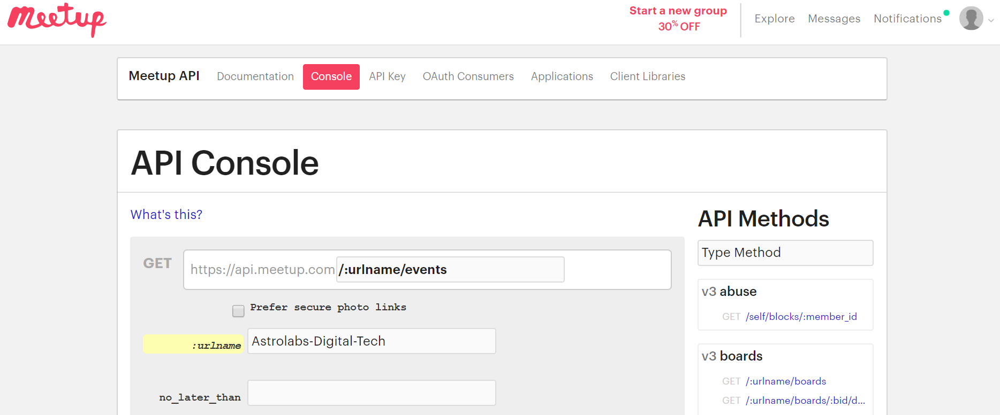 Meetup
Start a new group
30% OFF
Explore Messages Notifications
Meetup API Documentation Console API Key OAuth Consumers Applications Client Libraries
API Console
What's this?
GET https://api.meetup.com /:urlname/events
Prefer secure photo links
:urlname Astrolabs-Digital-Tech
no_later_than
API Methods
Type Method
v3 abuse
GET /self/blocks/:member_id
v3 boards
GET /:urlname/boards
GET /:urlname/boards/:bid/d...